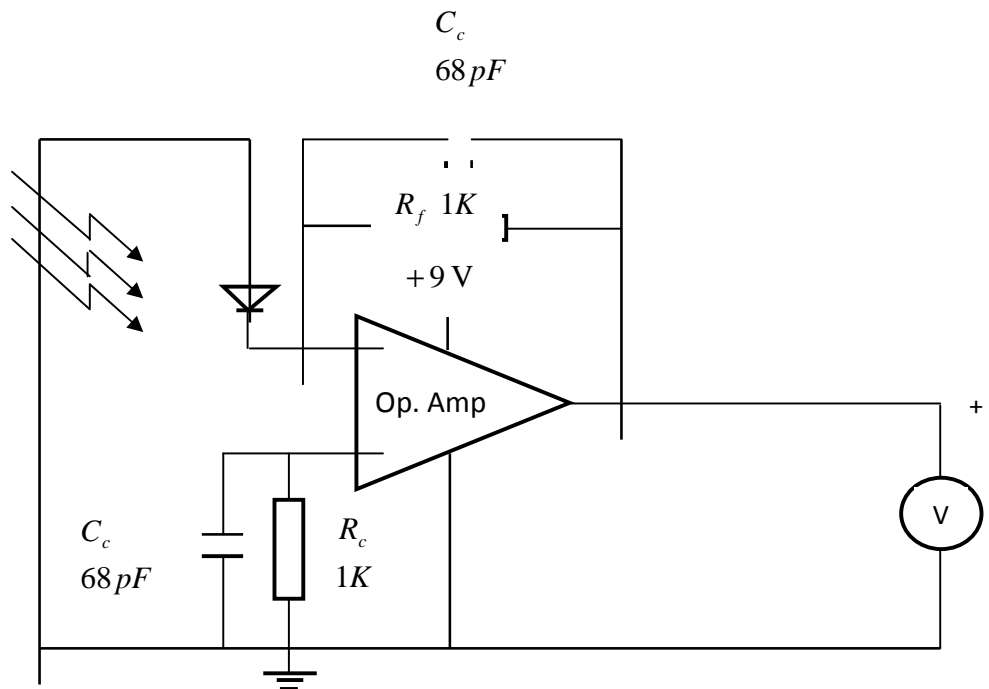 C_c
68 pF
R_f 1K
+9 V
Op. Amp
+
V
C_c
68 pF
R_c
1K